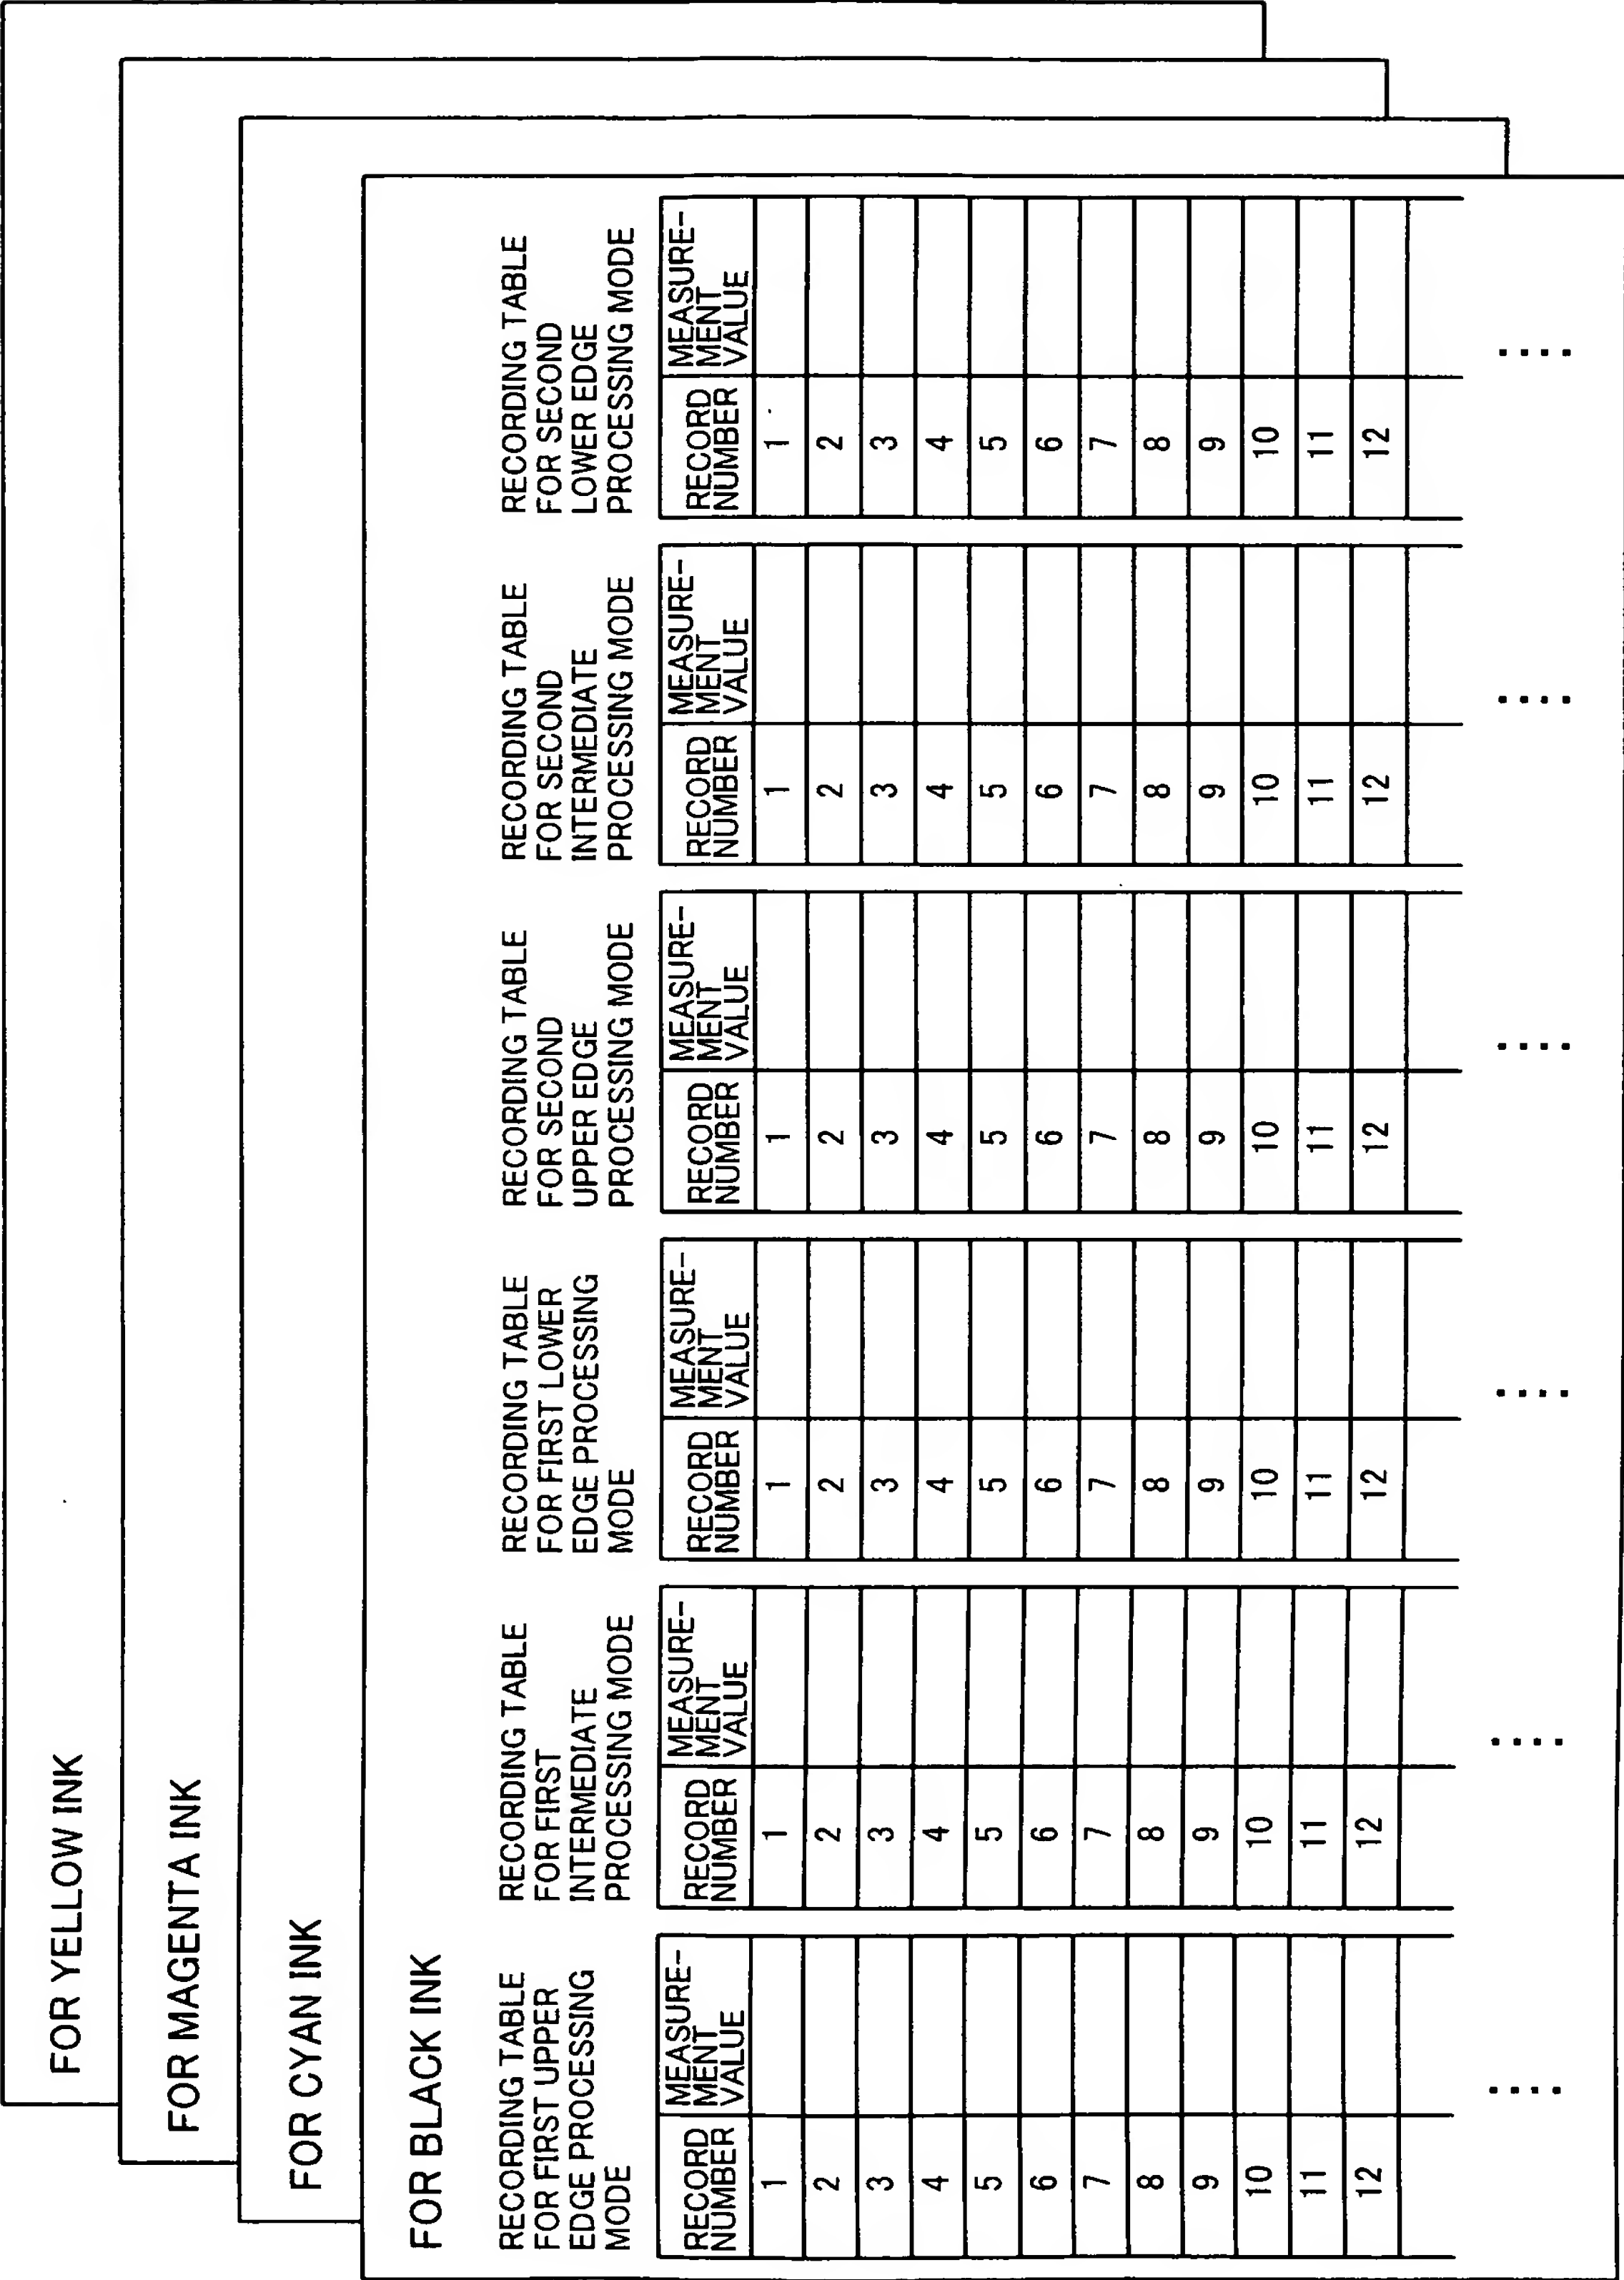 FOR YELLOW INK
FOR MAGENTA INK
FOR CYAN INK
FOR BLACK INK
RECORDING TABLE
FOR FIRST UPPER
EDGE PROCESSING
MODE
RECORD
NUMBER
MEASURE-
MENT
VALUE
1
2
3
4
5
6
7
8
9
10
11
12
....
RECORDING TABLE
FOR FIRST
INTERMEDIATE
PROCESSING MODE
RECORD
NUMBER
MEASURE-
MENT
VALUE
1
2
3
4
5
6
7
8
9
10
11
12
....
RECORDING TABLE
FOR FIRST LOWER
EDGE PROCESSING
MODE
RECORD
NUMBER
MEASURE-
MENT
VALUE
1
2
3
4
5
6
7
8
9
10
11
12
....
RECORDING TABLE
FOR SECOND
UPPER EDGE
PROCESSING MODE
RECORD
NUMBER
MEASURE-
MENT
VALUE
1
2
3
4
5
6
7
8
9
10
11
12
....
RECORDING TABLE
FOR SECOND
INTERMEDIATE
PROCESSING MODE
RECORD
NUMBER
MEASURE-
MENT
VALUE
1
2
3
4
5
6
7
8
9
10
11
12
....
RECORDING TABLE
FOR SECOND
LOWER EDGE
PROCESSING MODE
RECORD
NUMBER
MEASURE-
MENT
VALUE
1
2
3
4
5
6
7
8
9
10
11
12
....